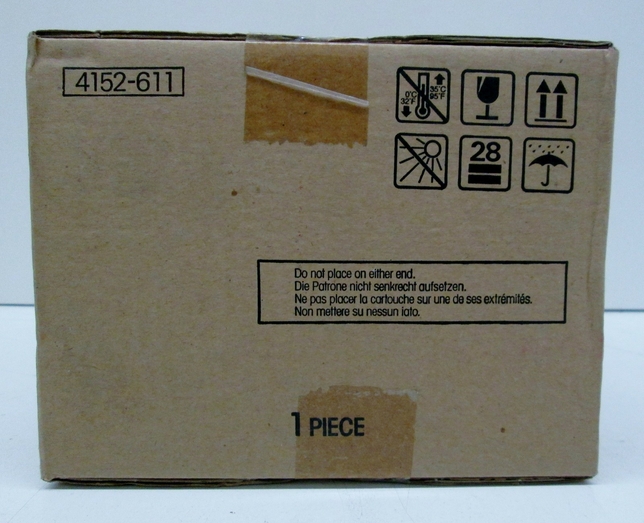 4152-611
0°C
32°F
35°C
95°F
28
Do not place on either end.
Die Patrone nicht senkrecht aufsetzen.
Ne pas placer la cartouche sur une de ses extrémités.
Non mettere su nessun lato.
1 PIECE